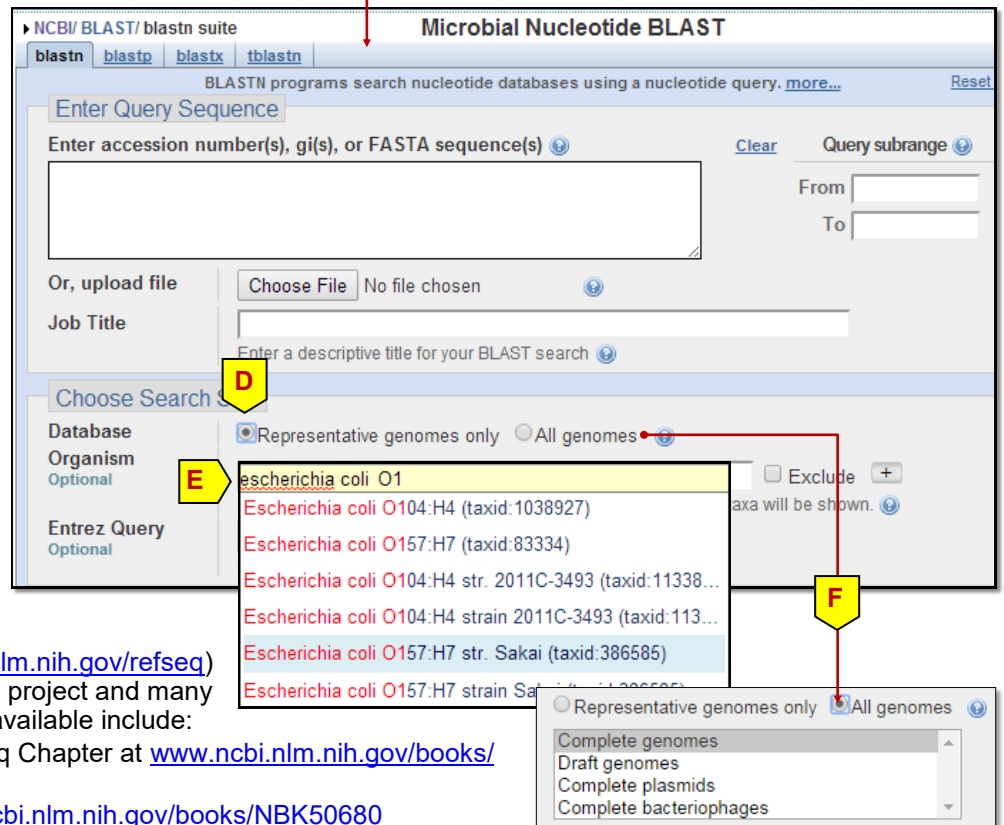 NCBI/ BLAST/ blastn suite Microbial Nucleotide BLAST
blastn blastp blastx tblastn
BLASTN programs search nucleotide databases using a nucleotide query. more... Reset
Enter Query Sequence
Enter accession number(s), gi(s), or FASTA sequence(s) Clear Query subrange
From
To
Or, upload file Choose File No file chosen
Job Title
Enter a descriptive title for your BLAST search
D
Choose Search
Database Representative genomes only All genomes
Organism
Optional E escherichia coli O1 Exclude +
Escherichia coli O104:H4 (taxid:1038927) taxa will be shown.
Entrez Query
Optional
Escherichia coli O157:H7 (taxid:83334)
Escherichia coli O104:H4 str. 2011C-3493 (taxid:11338...
Escherichia coli O104:H4 strain 2011C-3493 (taxid:113...
Escherichia coli O157:H7 str. Sakai (taxid:386585)
Escherichia coli O157:H7 strain
F
lm.nih.gov/refseq)
project and many
available include:
q Chapter at www.ncbi.nlm.nih.gov/books/
cbi.nlm.nih.gov/books/NBK50680
Representative genomes only All genomes
Complete genomes
Draft genomes
Complete plasmids
Complete bacteriophages